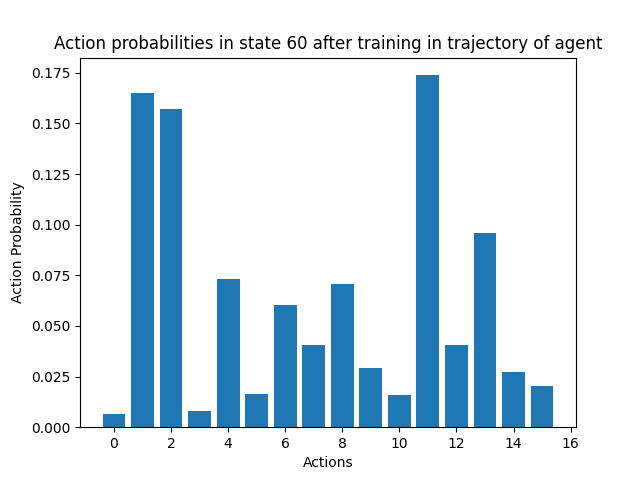 Action probabilities in state 60 after training in trajectory of agent
0.175
0.150
0.125
0.100
0.075
0.050
0.025
0.000
Action Probability
0 2 4 6 8 10 12 14 16
Actions